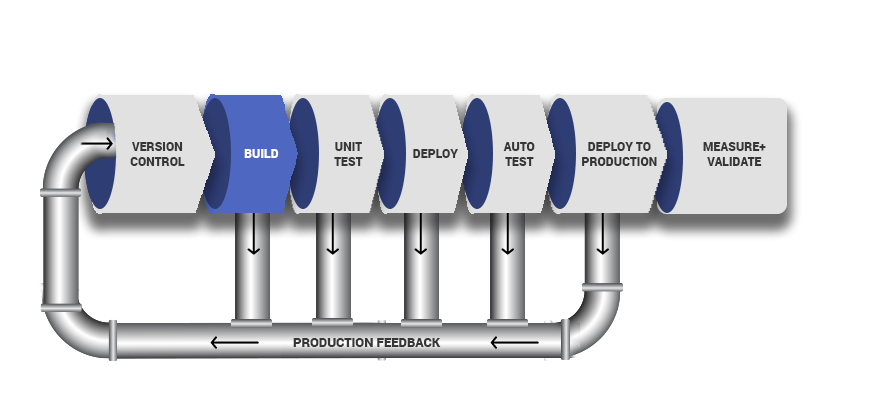 VERSION
CONTROL
BUILD
UNIT
TEST
DEPLOY
AUTO
TEST
DEPLOY TO
PRODUCTION
MEASURE+
VALIDATE
PRODUCTION FEEDBACK